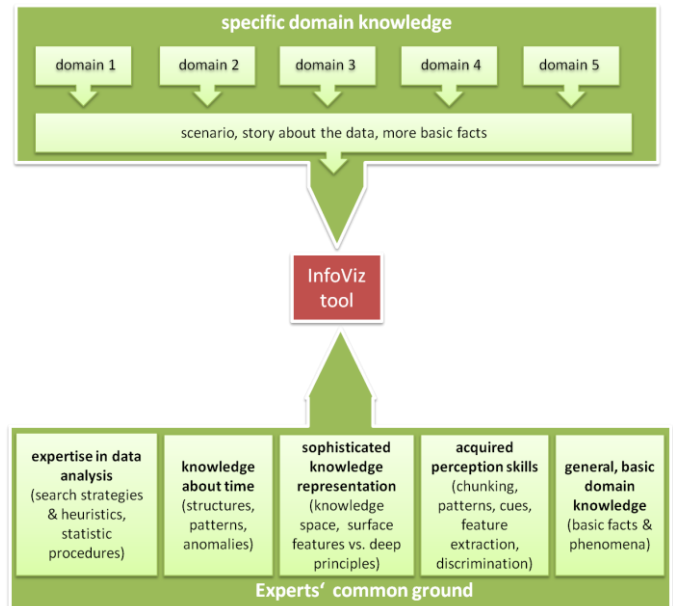 specific domain knowledge
domain 1
domain 2
domain 3
domain 4
domain 5
scenario, story about the data, more basic facts
InfoViz
tool
expertise in data
analysis
(search strategies
& heuristics,
statistic
procedures)
knowledge
about time
(structures,
patterns,
anomalies)
sophisticated
knowledge
representation
(knowledge
space, surface
features vs. deep
principles)
acquired
perception skills
(chunking,
patterns, cues,
feature
extraction,
discrimination)
general, basic
domain
knowledge
(basic facts &
phenomena)
Experts‘ common ground